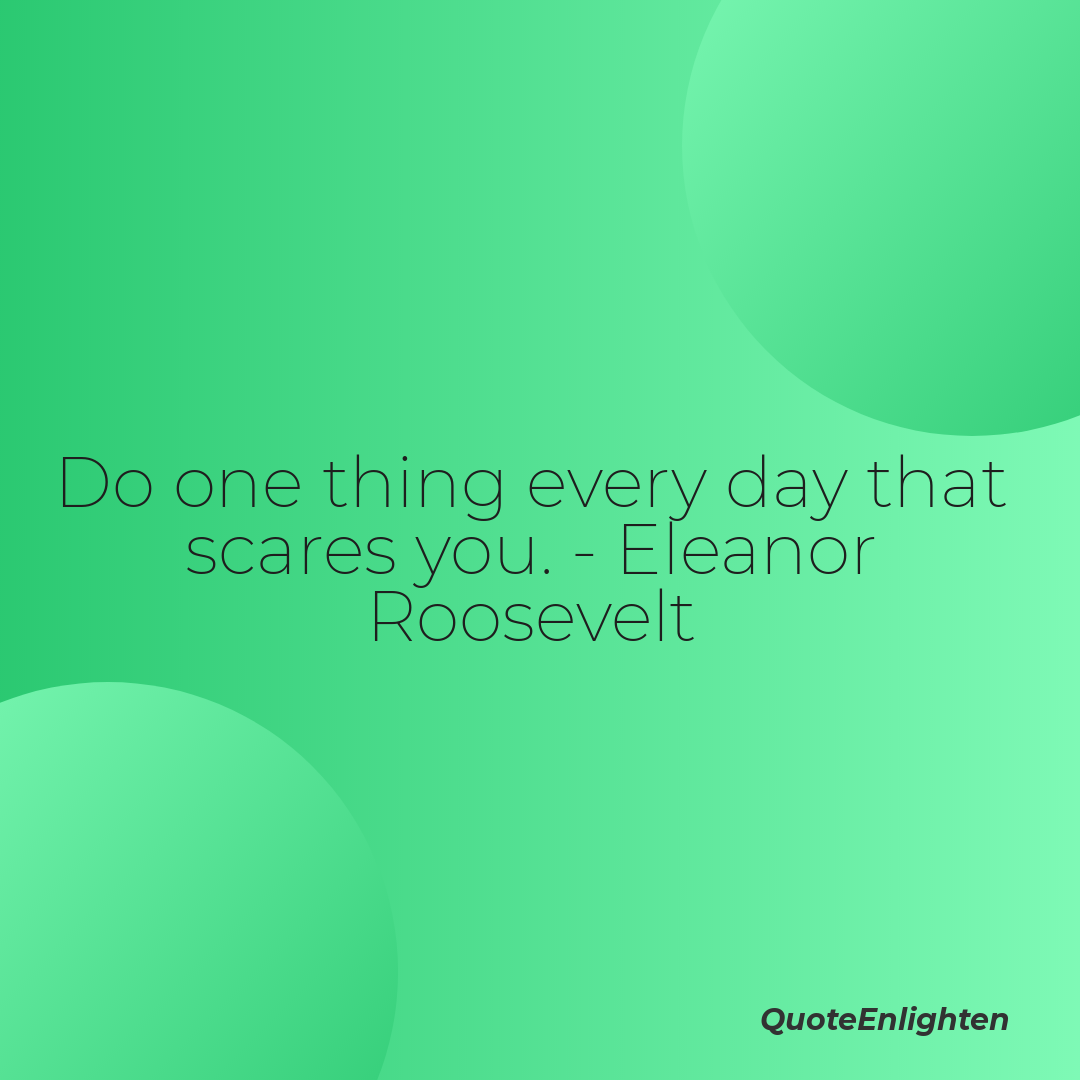 Do one thing every day that
scares you. - Eleanor
Roosevelt
QuoteEnlighten